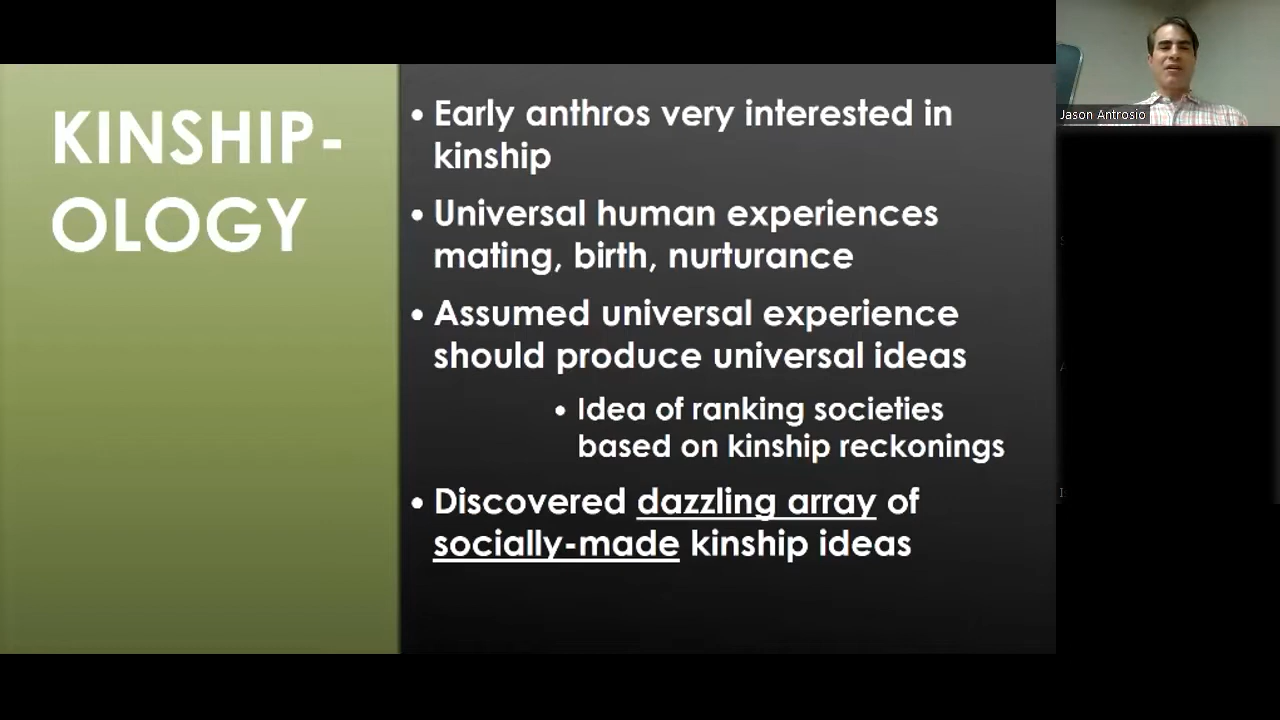 KINSHIP-
OLOGY
• Early anthros very interested in
kinship
• Universal human experiences
mating, birth, nurturance
• Assumed universal experience
should produce universal ideas
• Idea of ranking societies
based on kinship reckonings
• Discovered dazzling array of
socially-made kinship ideas
Jason Antrosio